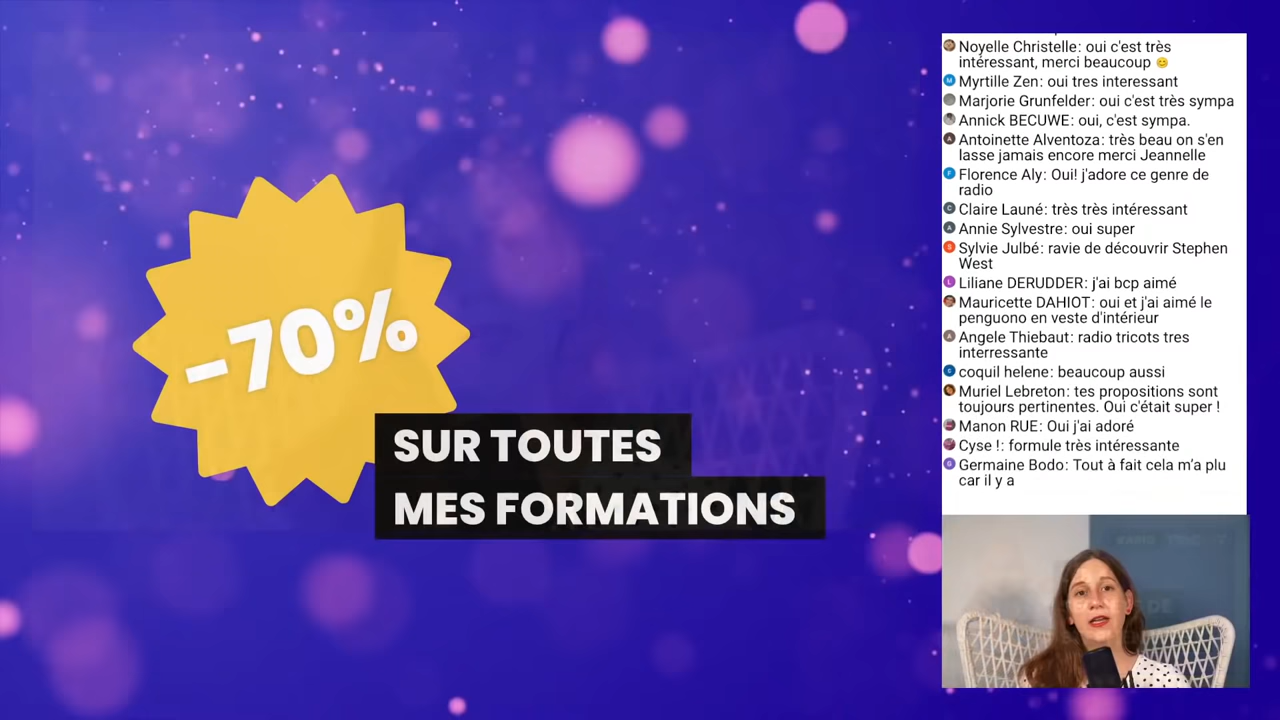 -70%
SUR TOUTES
MES FORMATIONS
Noyelle Christelle: oui c'est très
intéressant, merci beaucoup 😊
Myrtille Zen: oui tres interessant
Marjorie Grunfelder: oui c'est très sympa
Annick BECUWE: oui, c'est sympa.
Antoinette Alventoza: très beau on s'en
lasse jamais encore merci Jeannelle
Florence Aly: Oui! j'adore ce genre de
radio
Claire Launé: très très intéressant
Annie Sylvestre: oui super
Sylvie Julbé: ravie de découvrir Stephen
West
Liliane DERUDDER: j'ai bcp aimé
Mauricette DAHIOT: oui et j'ai aimé le
penguono en veste d'intérieur
Angele Thiebaut: radio tricots tres
interressante
coquil helene: beaucoup aussi
Muriel Lebreton: tes propositions sont
toujours pertinentes. Oui c'était super !
Manon RUE: Oui j'ai adoré
Cyse !: formule très intéressante
Germaine Bodo: Tout à fait cela m’a plu
car il y a